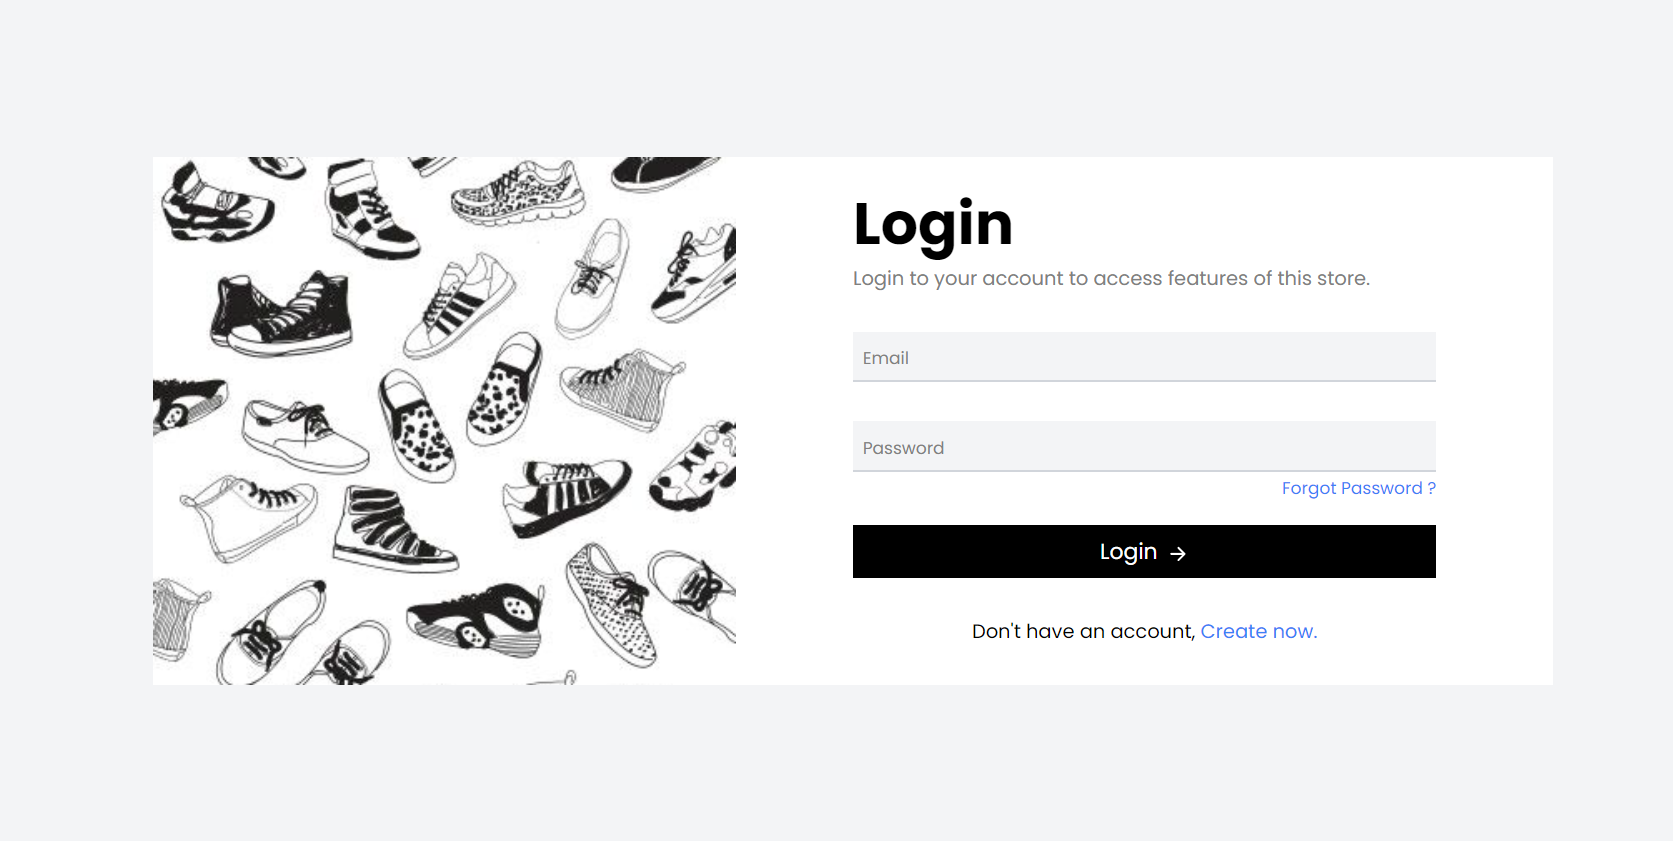 Login
Login to your account to access features of this store.
Email
Password
Forgot Password ?
Login →
Don't have an account, Create now.